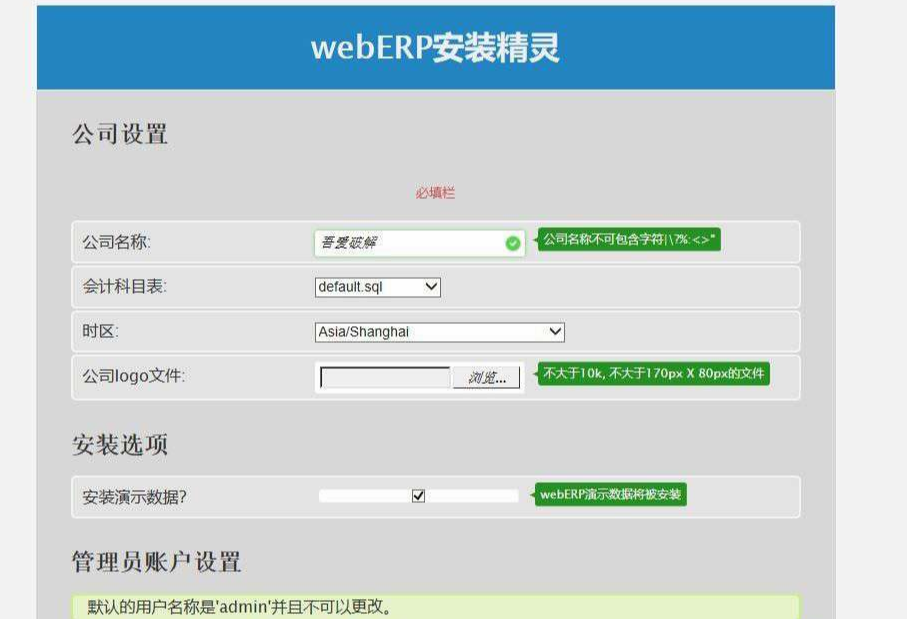 webERP安装精灵
公司设置
必填栏
公司名称: 吾爱破解 公司名称不可包含字符|\?%:<>"
会计科目表: default.sql
时区: Asia/Shanghai
公司logo文件: 浏览... 不大于10k, 不大于170px X 80px的文件
安装选项
安装演示数据? webERP演示数据将被安装
管理员账户设置
默认的用户名称是'admin'并且不可以更改。